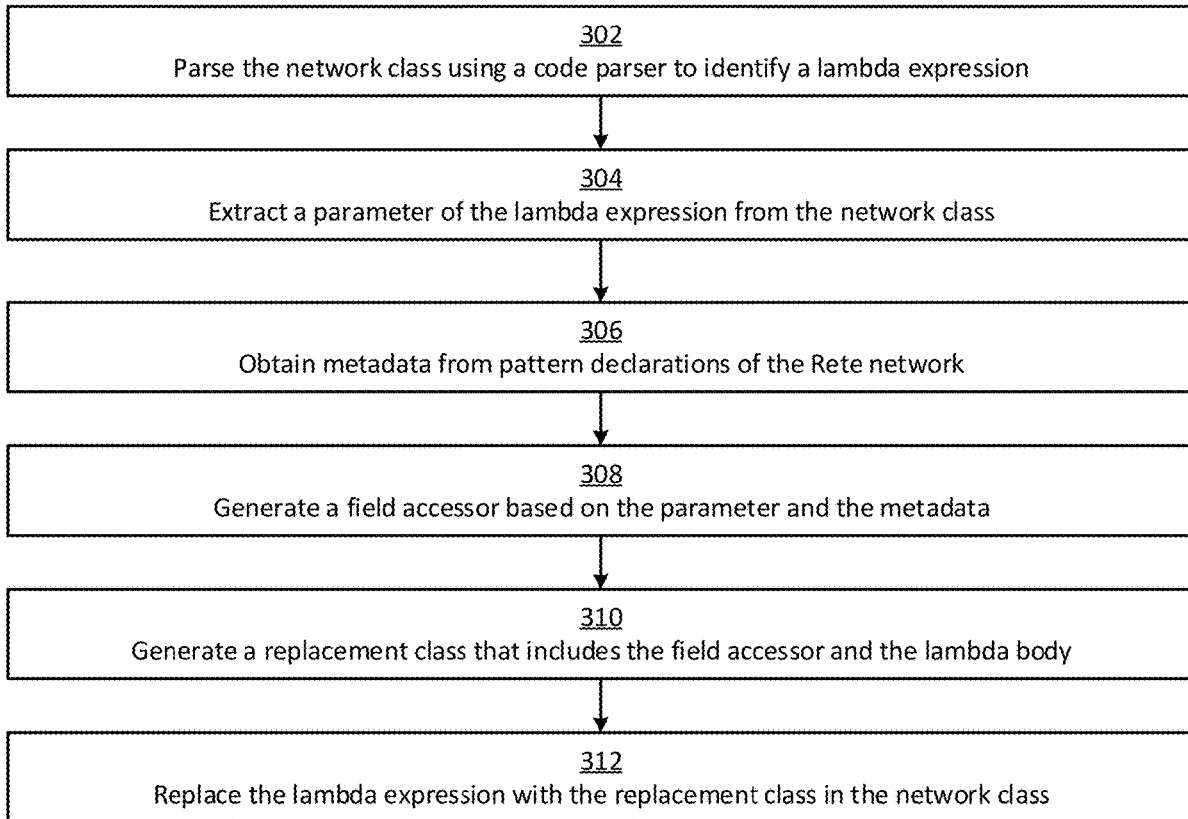 302
Parse the network class using a code parser to identify a lambda expression
304
Extract a parameter of the lambda expression from the network class
306
Obtain metadata from pattern declarations of the Rete network
308
Generate a field accessor based on the parameter and the metadata
310
Generate a replacement class that includes the field accessor and the lambda body
312
Replace the lambda expression with the replacement class in the network class